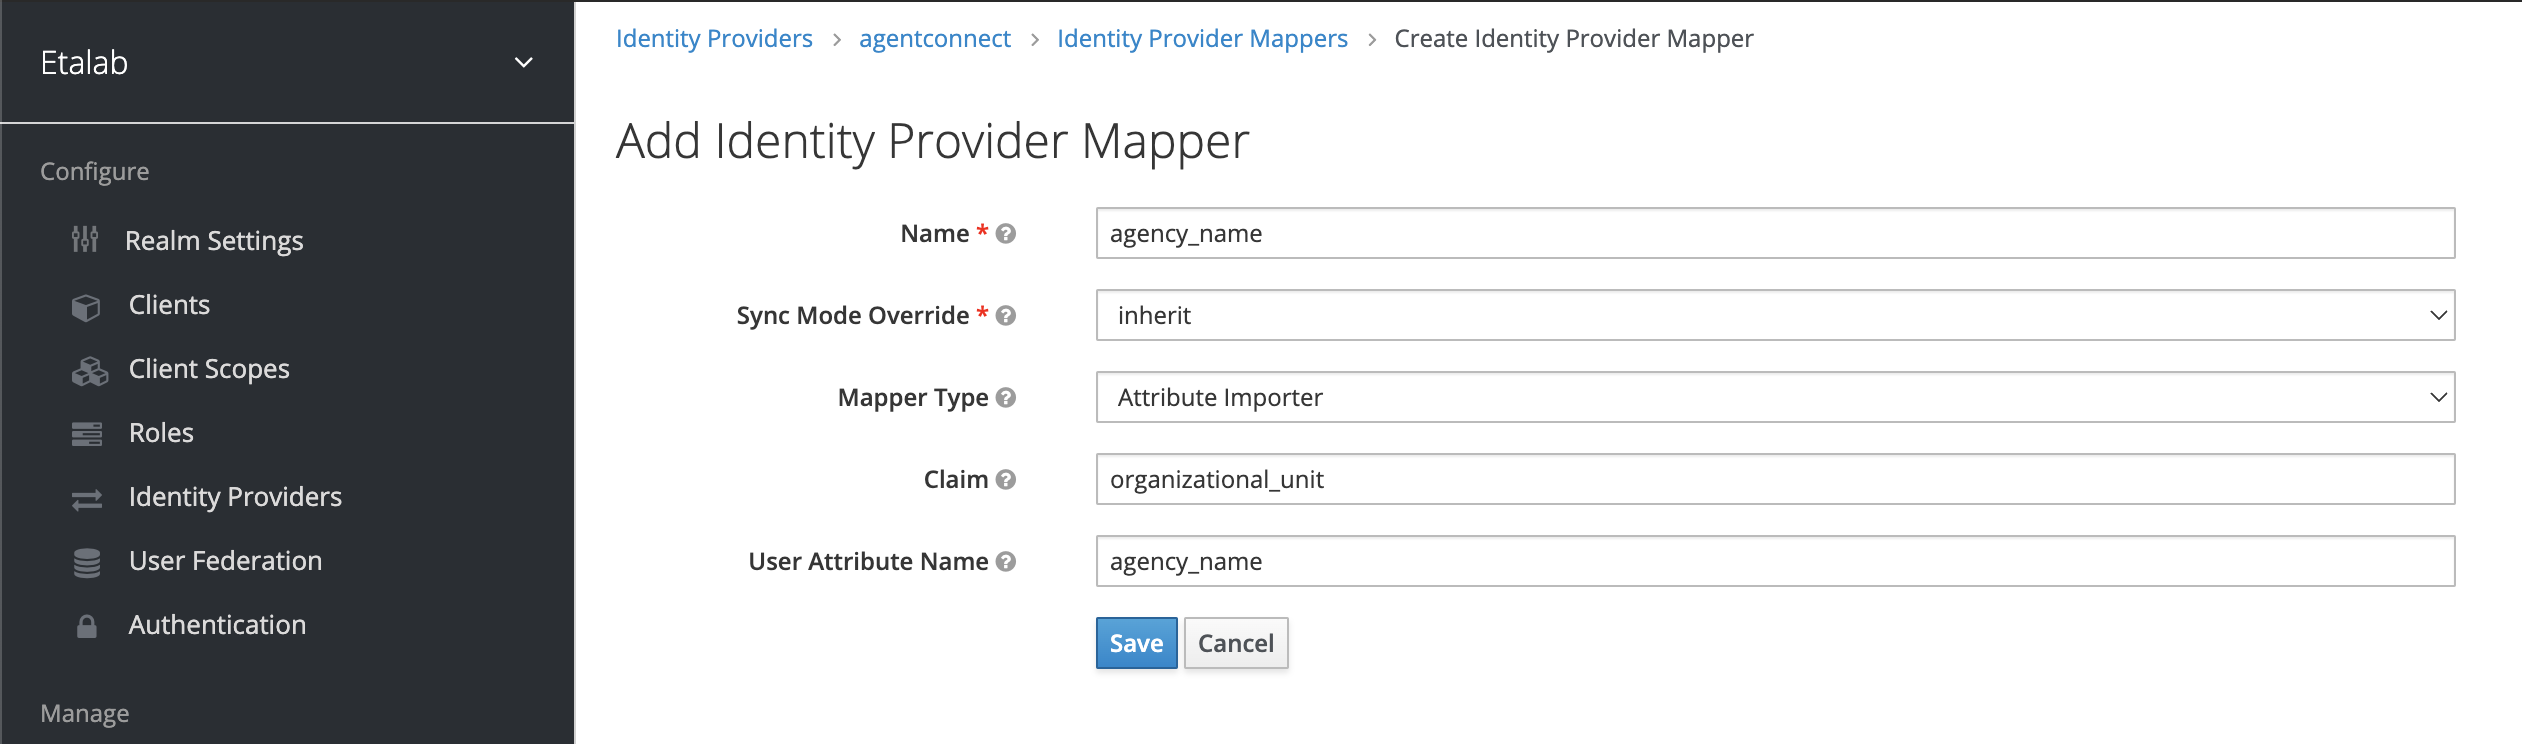 Etalab
Configure
Realm Settings
Clients
Client Scopes
Roles
Identity Providers
User Federation
Authentication
Manage
Identity Providers > agentconnect > Identity Provider Mappers > Create Identity Provider Mapper
Add Identity Provider Mapper
Name * agency_name
Sync Mode Override * inherit
Mapper Type Attribute Importer
Claim organizational_unit
User Attribute Name agency_name
Save Cancel